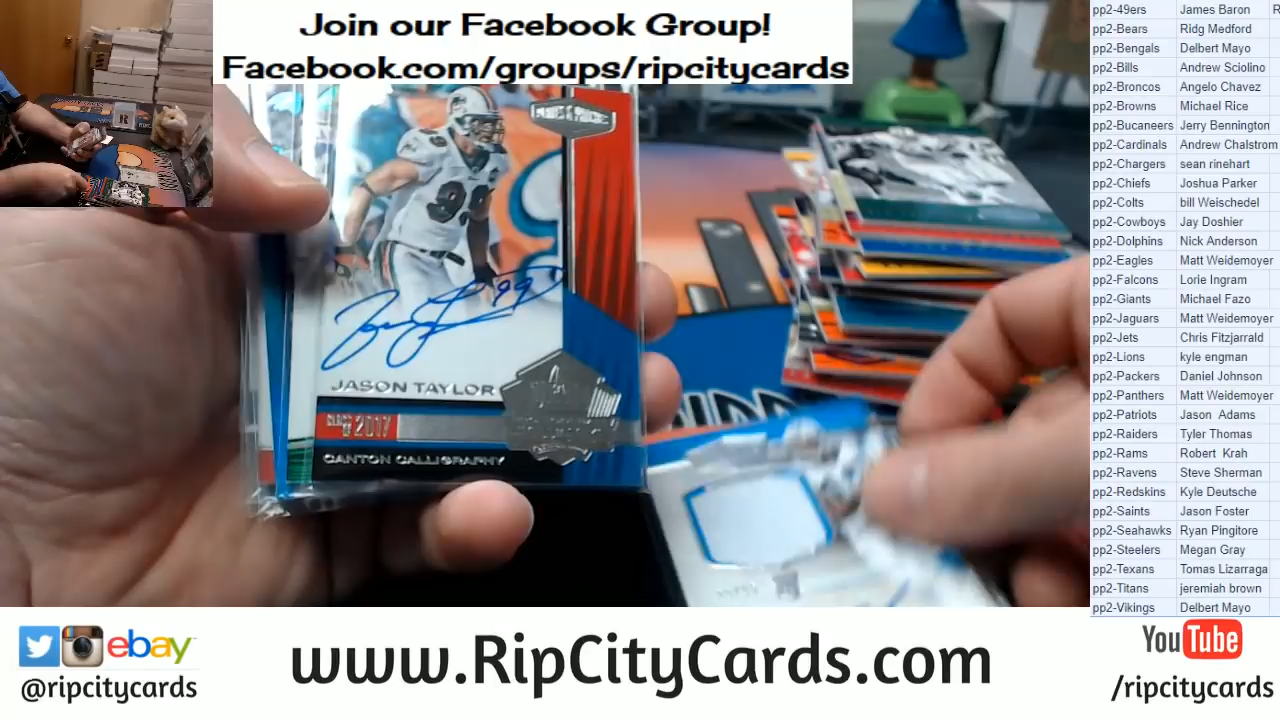 Join our Facebook Group!
Facebook.com/groups/ripcitycards
99
JASON TAYLOR
CLASS OF 2017
CANTON CALLIGRAPHY
pp2-49ers James Baron R
pp2-Bears Ridg Medford
pp2-Bengals Delbert Mayo
pp2-Bills Andrew Sciolino
pp2-Broncos Angelo Chavez
pp2-Browns Michael Rice
pp2-Bucaneers Jerry Bennington
pp2-Cardinals Andrew Chalstrom
pp2-Chargers sean rinehart
pp2-Chiefs Joshua Parker
pp2-Colts bill Weischedel
pp2-Cowboys Jay Doshier
pp2-Dolphins Nick Anderson
pp2-Eagles Matt Weidemoyer
pp2-Falcons Lorie Ingram
pp2-Giants Michael Fazo
pp2-Jaguars Matt Weidemoyer
pp2-Jets Chris Fitzjarrald
pp2-Lions kyle engman
pp2-Packers Daniel Johnson
pp2-Panthers Matt Weidemoyer
pp2-Patriots Jason Adams
pp2-Raiders Tyler Thomas
pp2-Rams Robert Krah
pp2-Ravens Steve Sherman
pp2-Redskins Kyle Deutsche
pp2-Saints Jason Foster
pp2-Seahawks Ryan Pingitore
pp2-Steelers Megan Gray
pp2-Texans Tomas Lizarraga
pp2-Titans jeremiah brown
pp2-Vikings Delbert Mayo
ebay
@ripcitycards
www.RipCityCards.com
YouTube
/ripcitycards